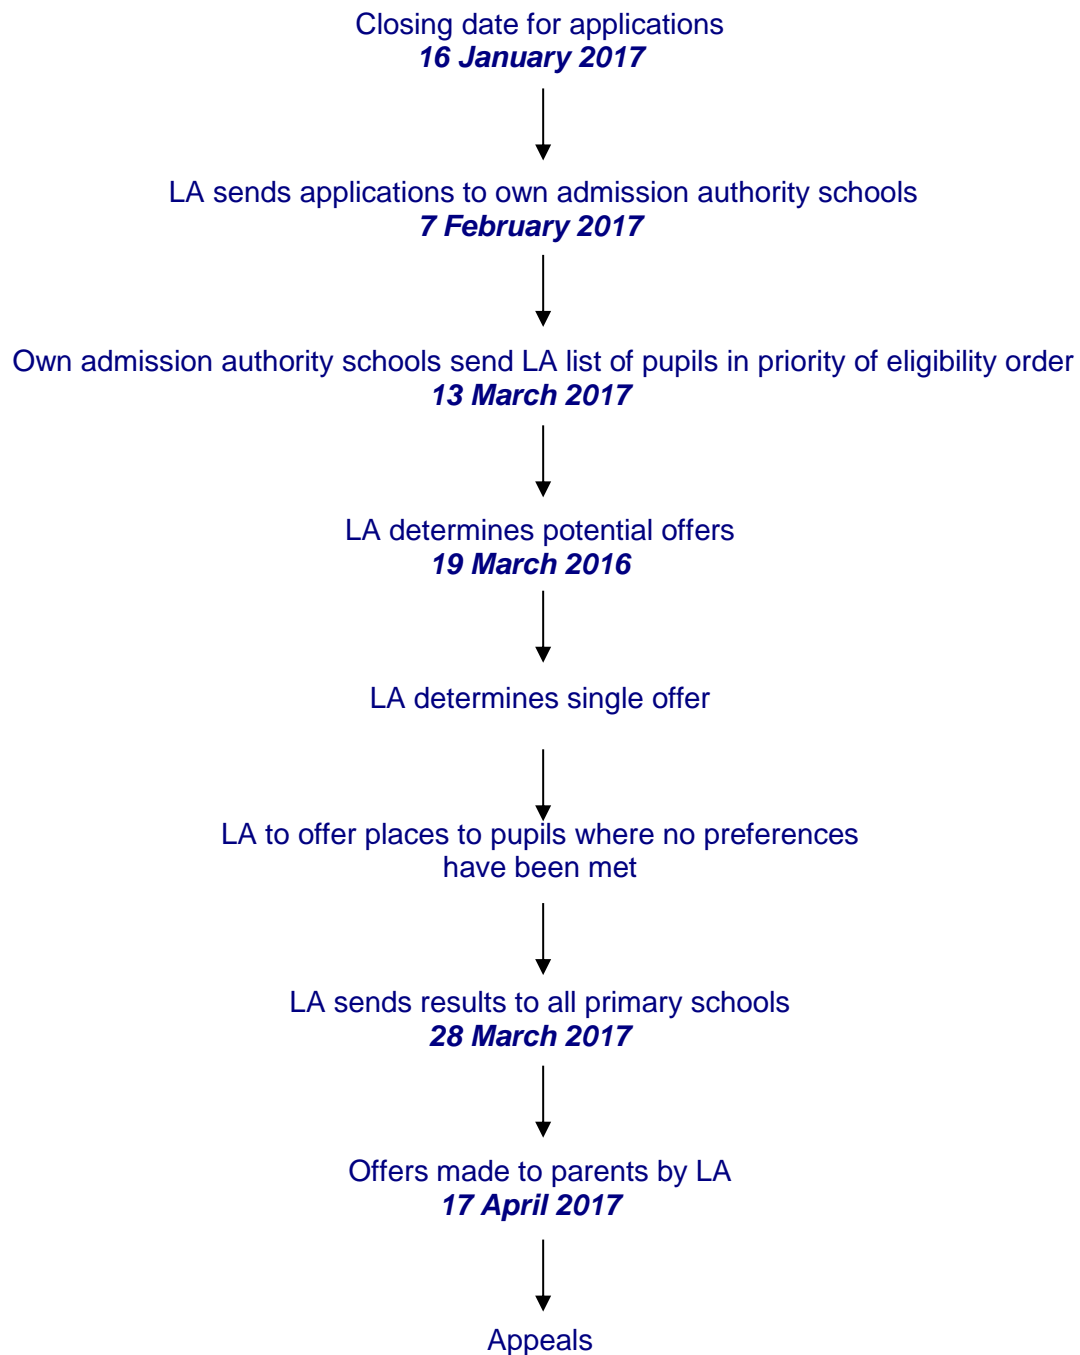 Closing date for applications
16 January 2017
LA sends applications to own admission authority schools
7 February 2017
Own admission authority schools send LA list of pupils in priority of eligibility order
13 March 2017
LA determines potential offers
19 March 2016
LA determines single offer
LA to offer places to pupils where no preferences
have been met
LA sends results to all primary schools
28 March 2017
Offers made to parents by LA
17 April 2017
Appeals